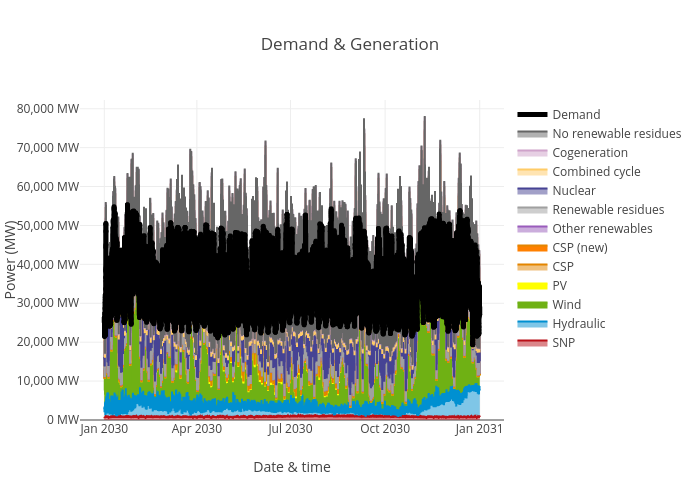 Demand & Generation
80,000 MW
70,000 MW
60,000 MW
50,000 MW
40,000 MW
30,000 MW
20,000 MW
10,000 MW
0 MW
Power (MW)
Jan 2030
Apr 2030
Jul 2030
Oct 2030
Jan 2031
Date & time
Demand
No renewable residues
Cogeneration
Combined cycle
Nuclear
Renewable residues
Other renewables
CSP (new)
CSP
PV
Wind
Hydraulic
SNP